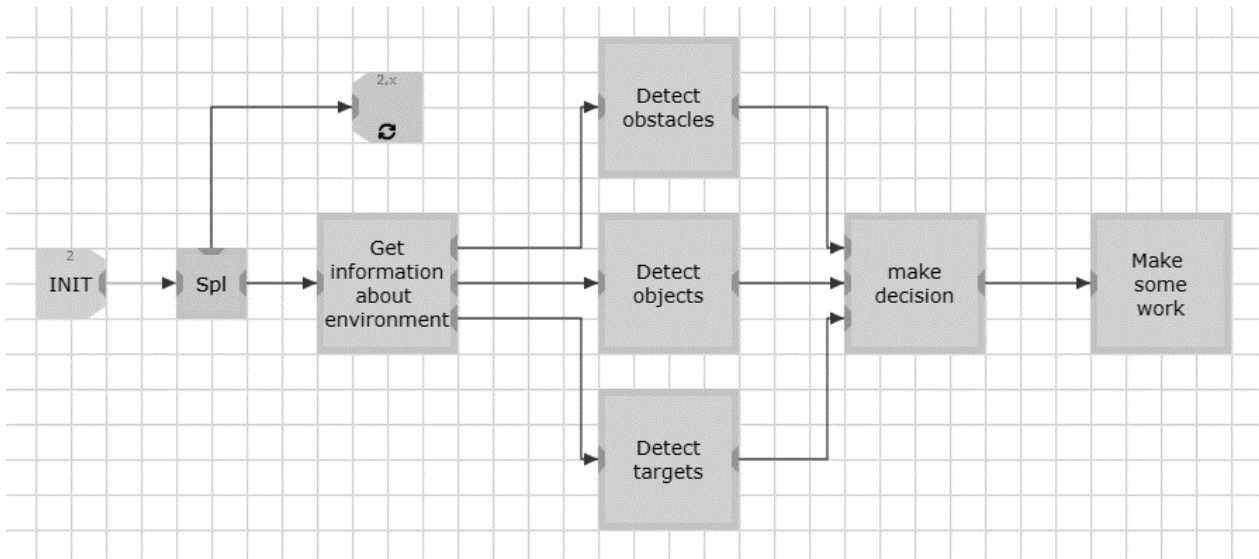 2,x
Detect
obstacles
2
INIT
Spl
Get
information
about
environment
Detect
objects
make
decision
Make
some
work
Detect
targets